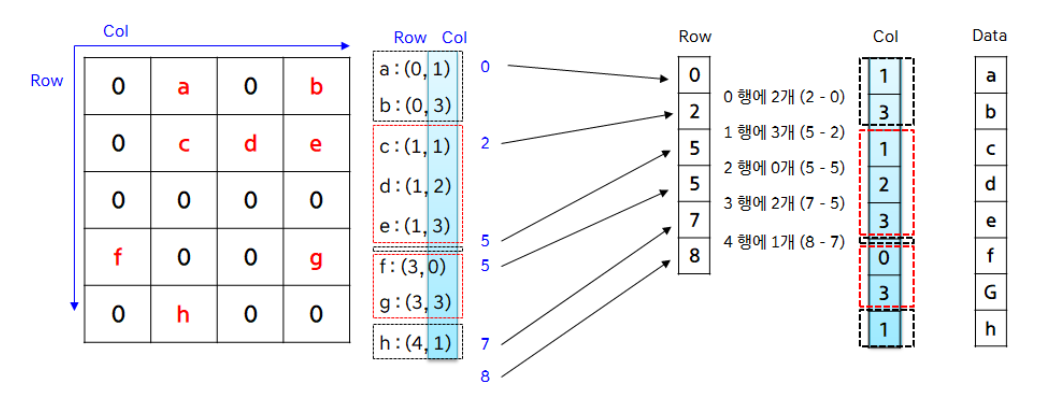 Col
Row
0 a 0 b
0 c d e
0 0 0 0
f 0 0 g
0 h 0 0
Row Col
a : (0, 1)
b : (0, 3)
c : (1, 1)
d : (1, 2)
e : (1, 3)
f : (3, 0)
g : (3, 3)
h : (4, 1)
0
2
5
5
7
8
Row
0
2
5
5
7
8
0 행에 2개 (2 - 0)
1 행에 3개 (5 - 2)
2 행에 0개 (5 - 5)
3 행에 2개 (7 - 5)
4 행에 1개 (8 - 7)
Col
1
3
1
2
3
0
3
1
Data
a
b
c
d
e
f
G
h